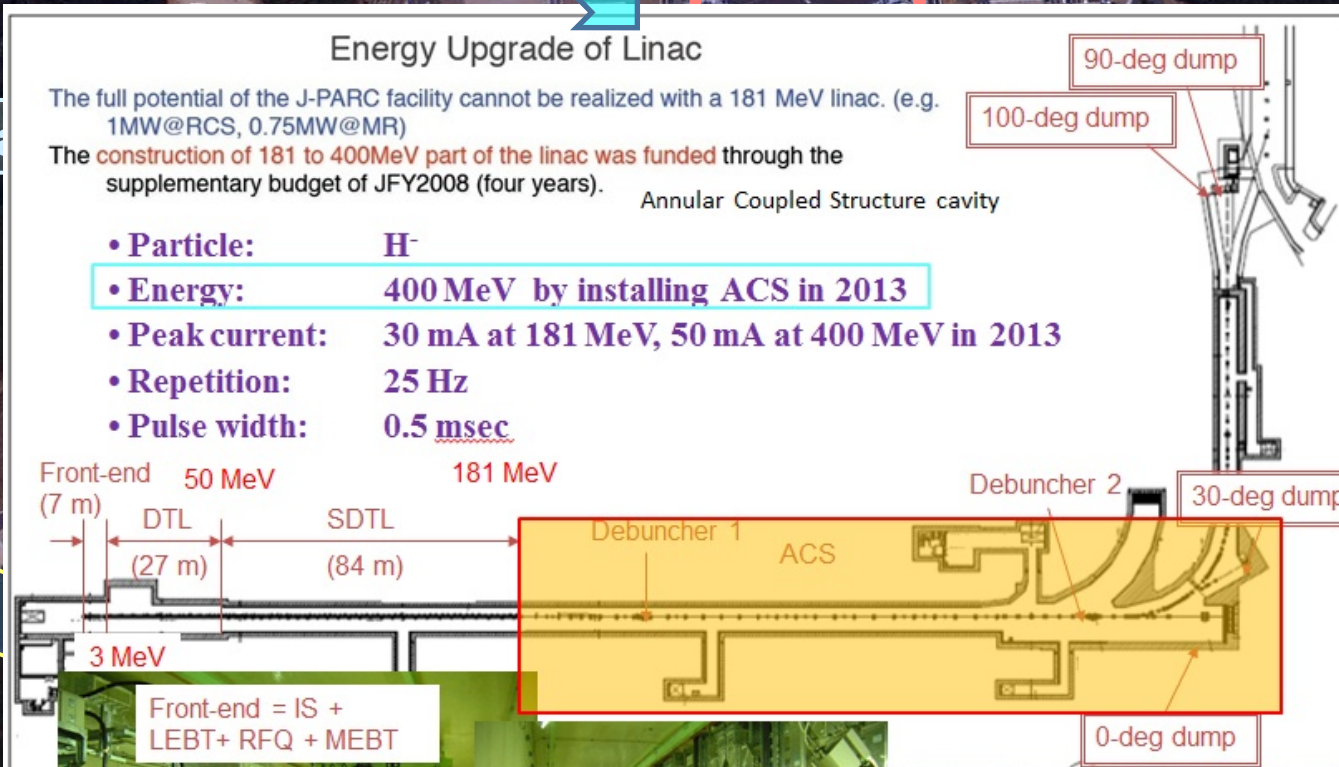 Energy Upgrade of Linac
The full potential of the J-PARC facility cannot be realized with a 181 MeV linac. (e.g.
1MW@RCS, 0.75MW@MR)
The construction of 181 to 400MeV part of the linac was funded through the
supplementary budget of JFY2008 (four years).
Annular Coupled Structure cavity
• Particle: H-
• Energy: 400 MeV by installing ACS in 2013
• Peak current: 30 mA at 181 MeV, 50 mA at 400 MeV in 2013
• Repetition: 25 Hz
• Pulse width: 0.5 msec
90-deg dump
100-deg dump
Front-end
(7 m)
50 MeV
181 MeV
DTL
(27 m)
SDTL
(84 m)
Debuncher 1
ACS
Debuncher 2
30-deg dump
3 MeV
Front-end = IS +
LEBT+ RFQ + MEBT
0-deg dump